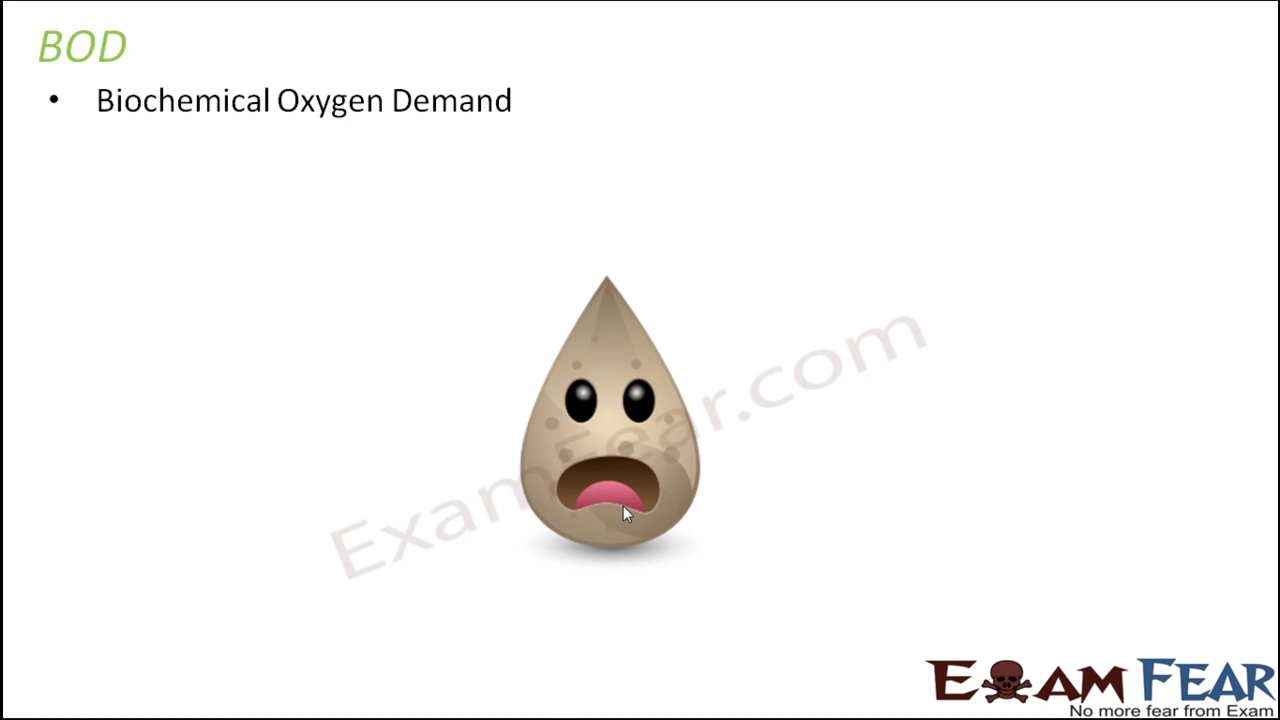 BOD
• Biochemical Oxygen Demand
ExamFear.com
EXAM FEAR
No more fear from Exam